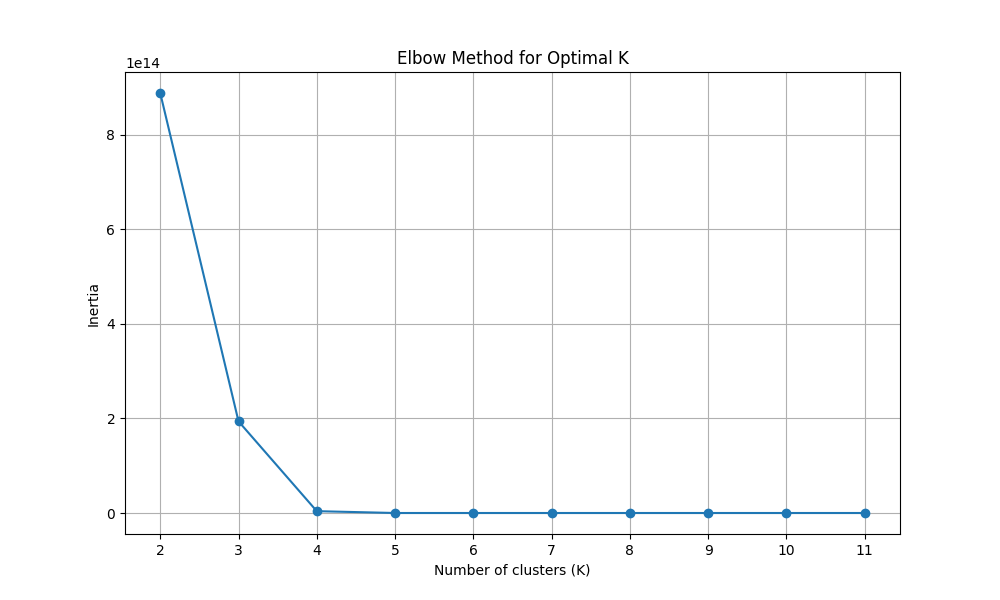 Elbow Method for Optimal K
1e14
8
6
4
2
0
Inertia
2 3 4 5 6 7 8 9 10 11
Number of clusters (K)